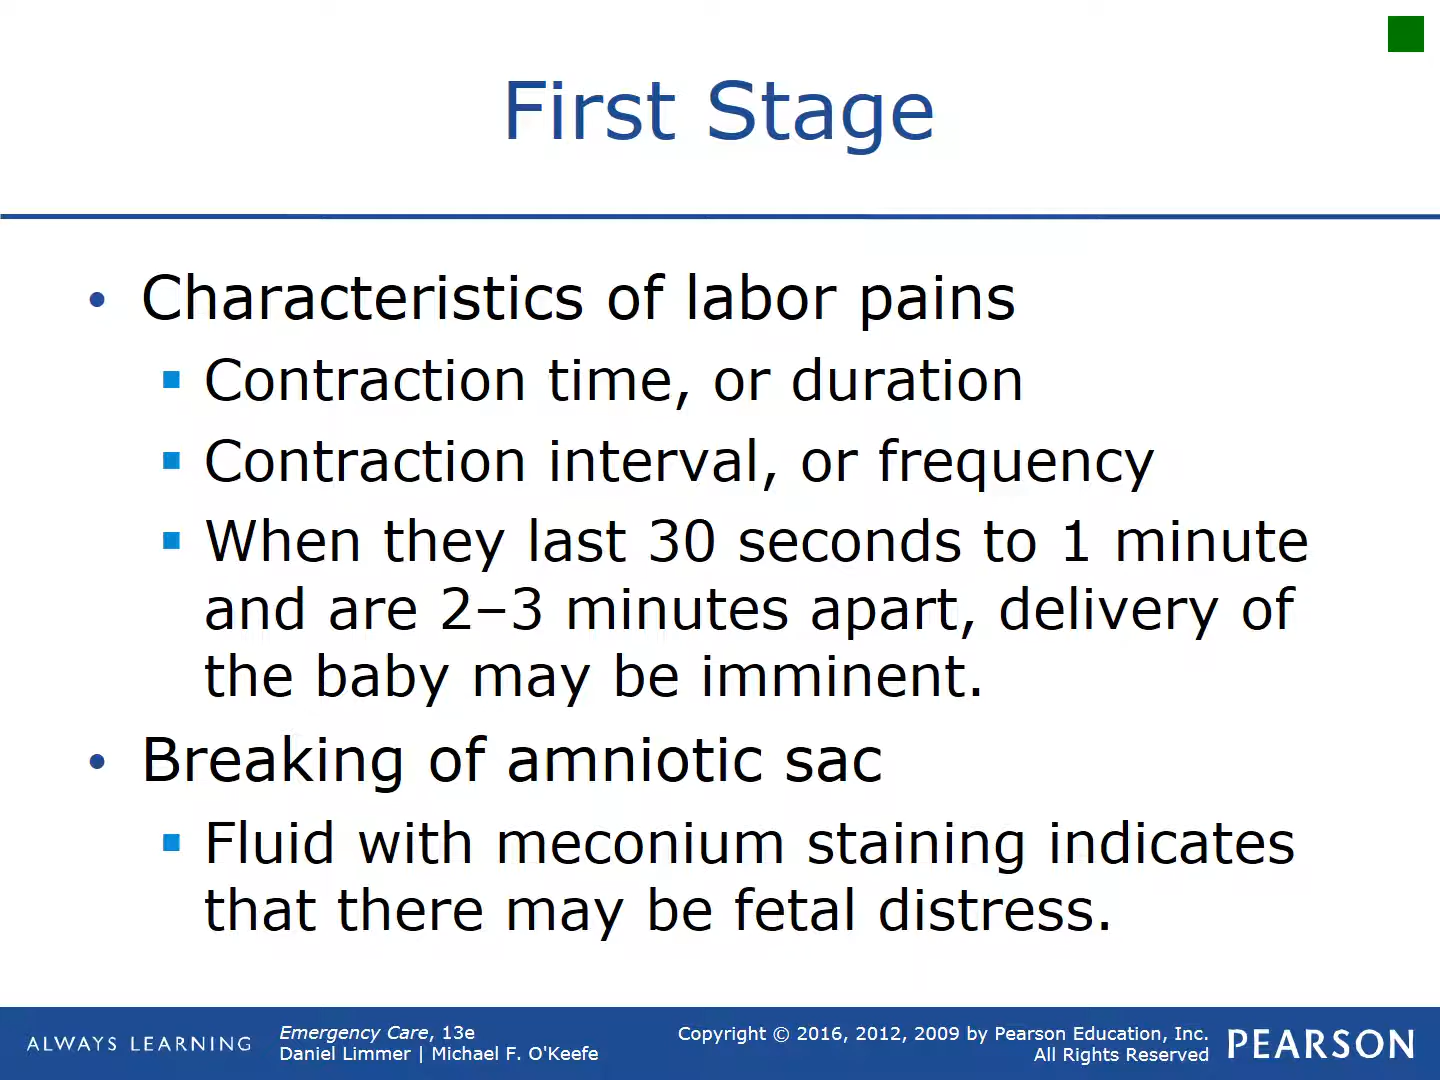 First Stage
• Characteristics of labor pains
▪ Contraction time, or duration
▪ Contraction interval, or frequency
▪ When they last 30 seconds to 1 minute
and are 2–3 minutes apart, delivery of
the baby may be imminent.
• Breaking of amniotic sac
▪ Fluid with meconium staining indicates
that there may be fetal distress.
ALWAYS LEARNING
Emergency Care, 13e
Daniel Limmer | Michael F. O'Keefe
Copyright © 2016, 2012, 2009 by Pearson Education, Inc.
All Rights Reserved
PEARSON